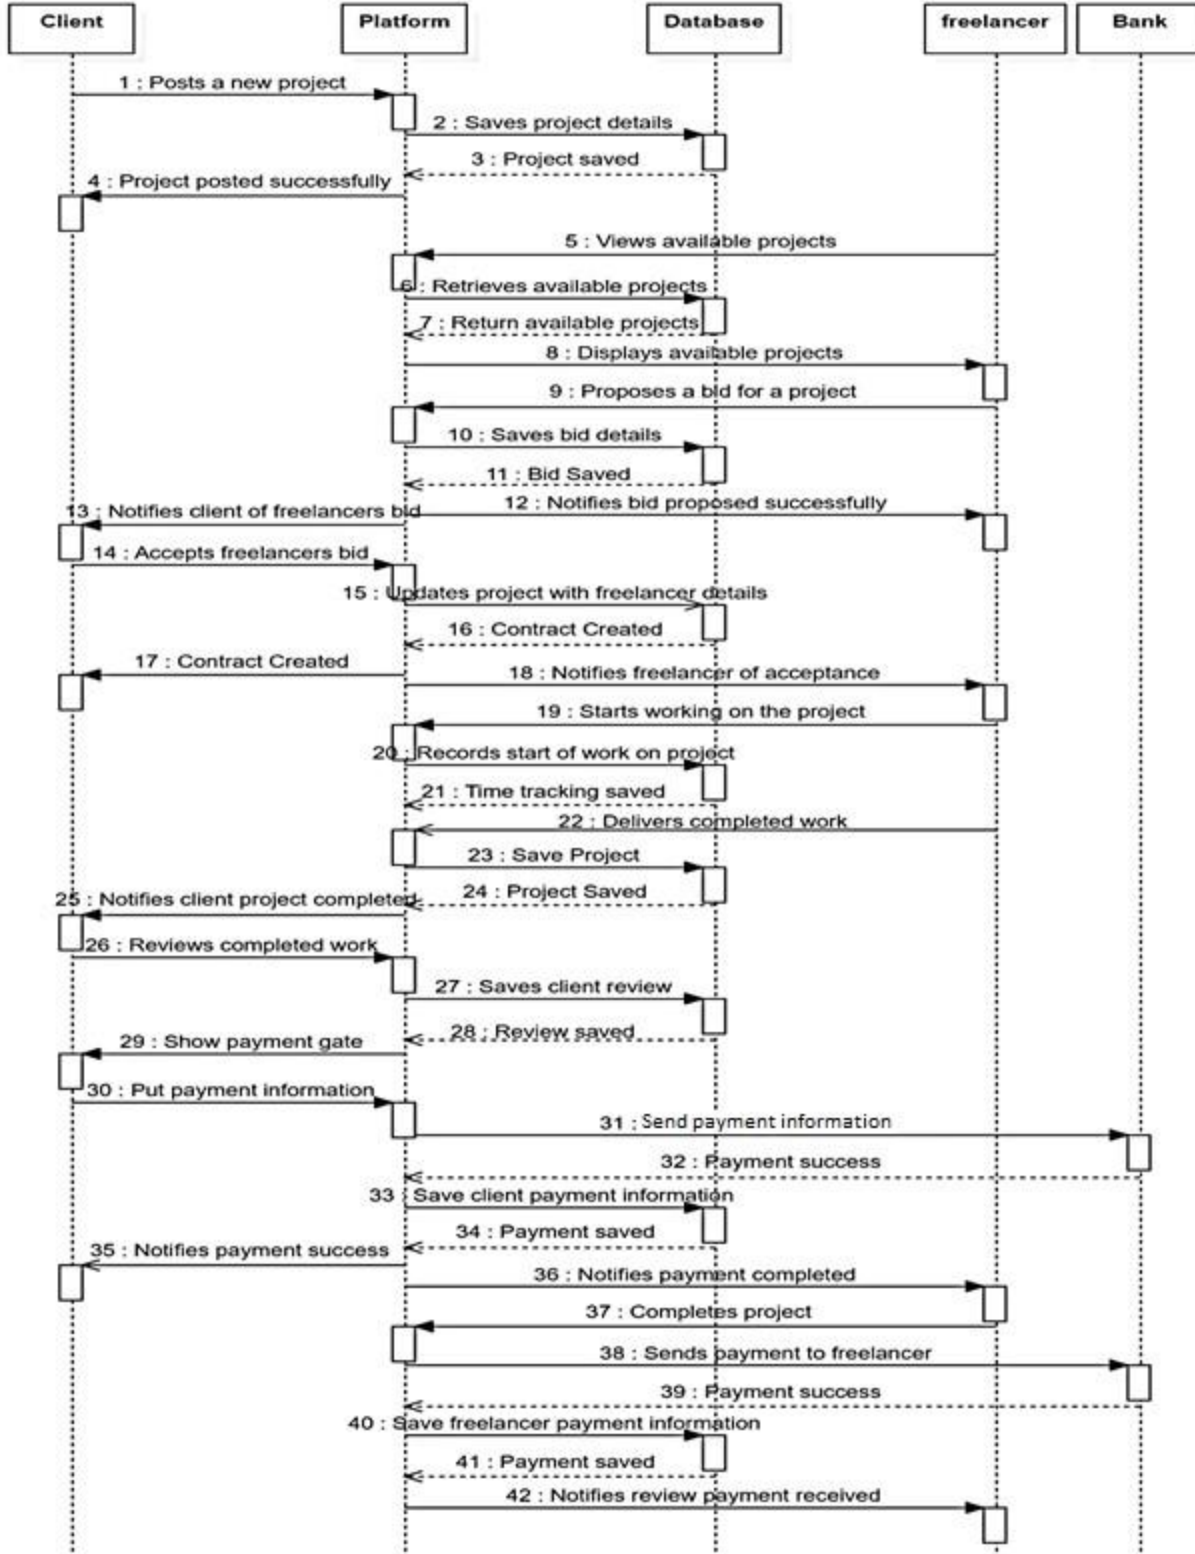 Client
Platform
Database
freelancer
Bank
1 : Posts a new project
2 : Saves project details
3 : Project saved
4 : Project posted successfully
5 : Views available projects
6 : Retrieves available projects
7 : Return available projects
8 : Displays available projects
9 : Proposes a bid for a project
10 : Saves bid details
11 : Bid Saved
12 : Notifies bid proposed successfully
13 : Notifies client of freelancers bid
14 : Accepts freelancers bid
15 : Updates project with freelancer details
16 : Contract Created
17 : Contract Created
18 : Notifies freelancer of acceptance
19 : Starts working on the project
20 : Records start of work on project
21 : Time tracking saved
22 : Delivers completed work
23 : Save Project
24 : Project Saved
25 : Notifies client project completed
26 : Reviews completed work
27 : Saves client review
28 : Review saved
29 : Show payment gate
30 : Put payment information
31 : Send payment information
32 : Payment success
33 : Save client payment information
34 : Payment saved
35 : Notifies payment success
36 : Notifies payment completed
37 : Completes project
38 : Sends payment to freelancer
39 : Payment success
40 : Save freelancer payment information
41 : Payment saved
42 : Notifies review payment received